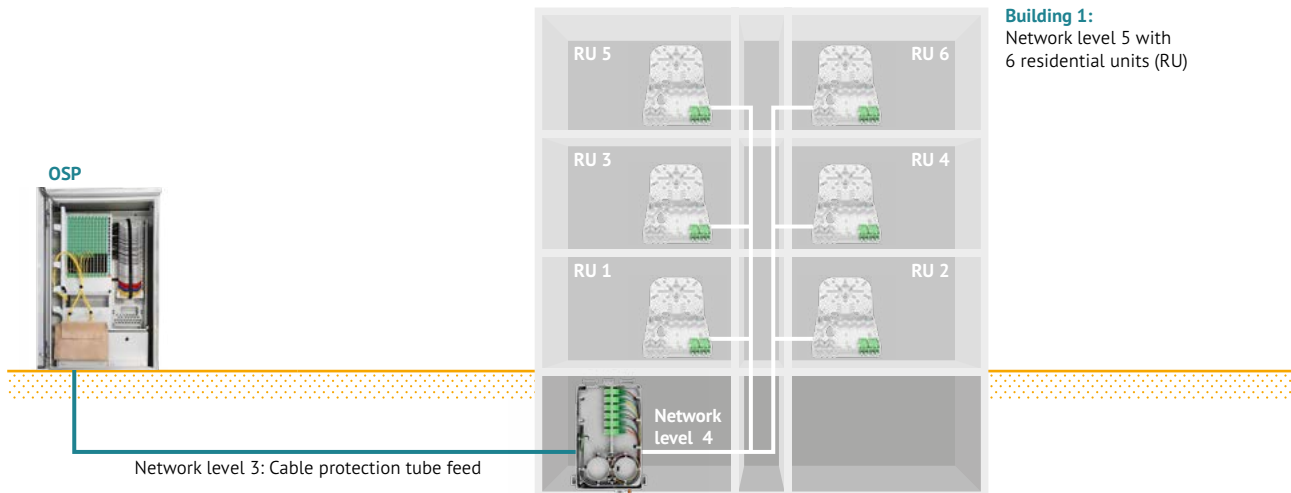 Building 1:
Network level 5 with
6 residential units (RU)
RU 5
RU 6
RU 3
RU 4
OSP
RU 1
RU 2
Network
level 4
Network level 3: Cable protection tube feed